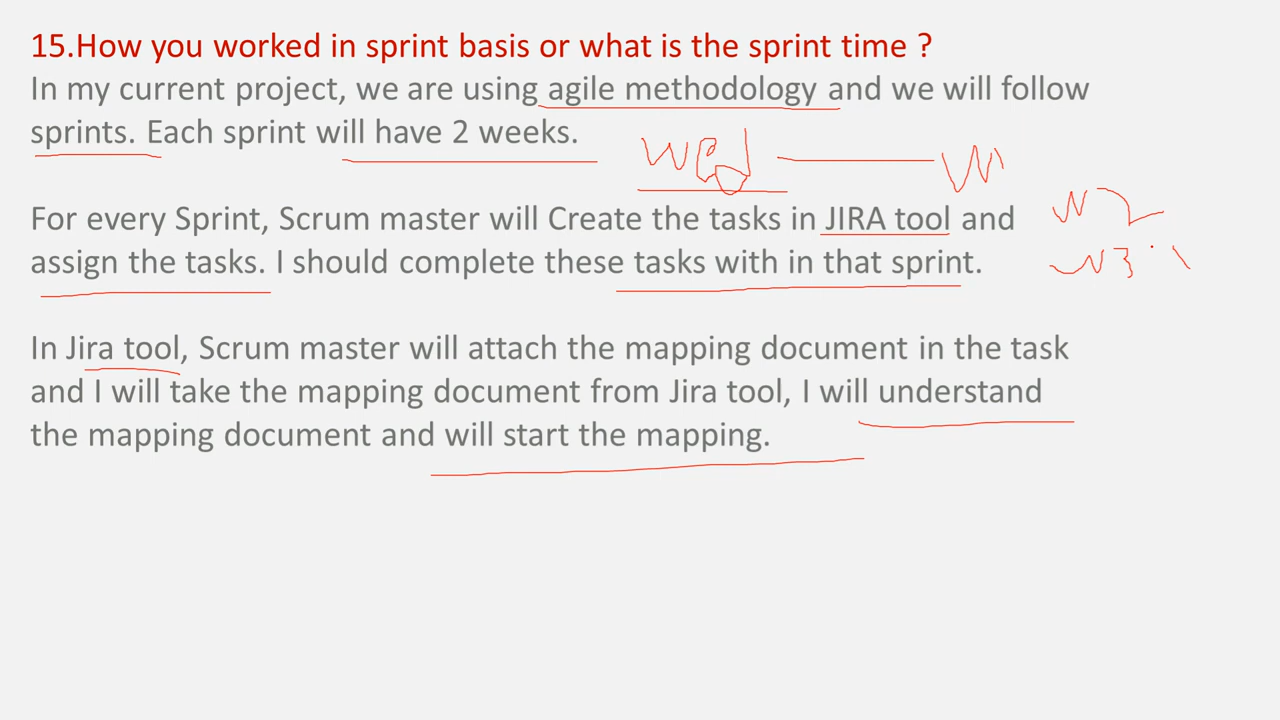 15.How you worked in sprint basis or what is the sprint time ?
In my current project, we are using agile methodology and we will follow
sprints. Each sprint will have 2 weeks.
Wed
For every Sprint, Scrum master will Create the tasks in JIRA tool and
W2
assign the tasks. I should complete these tasks with in that sprint.
W3
In Jira tool, Scrum master will attach the mapping document in the task
and I will take the mapping document from Jira tool, I will understand
the mapping document and will start the mapping.